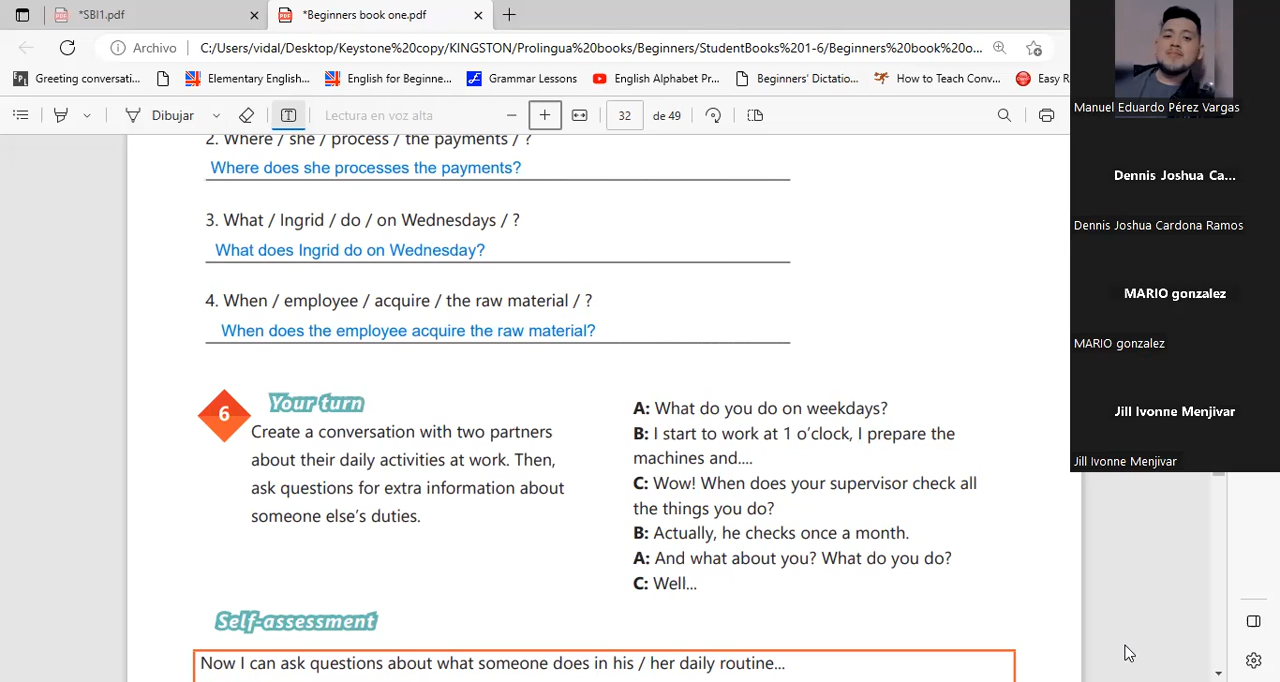 *SBI1.pdf
*Beginners book one.pdf
Archivo
C:/Users/vidal/Desktop/Keystone%20copy/KINGSTON/Prolingua%20books/Beginners/StudentBooks%201-6/Beginners%20book%20o...
Greeting conversati...
Elementary English...
English for Beginne...
Grammar Lessons
English Alphabet Pr...
Beginners' Dictatio...
How to Teach Conv...
Easy R
Dibujar
Lectura en voz alta
32
de 49
2. Where / she / process / the payments / ?
Where does she processes the payments?
3. What / Ingrid / do / on Wednesdays / ?
What does Ingrid do on Wednesday?
4. When / employee / acquire / the raw material / ?
When does the employee acquire the raw material?
6
Your turn
Create a conversation with two partners
about their daily activities at work. Then,
ask questions for extra information about
someone else's duties.
A: What do you do on weekdays?
B: I start to work at 1 o'clock, I prepare the
machines and....
C: Wow! When does your supervisor check all
the things you do?
B: Actually, he checks once a month.
A: And what about you? What do you do?
C: Well...
Self-assessment
Now I can ask questions about what someone does in his / her daily routine...
Manuel Eduardo Pérez Vargas
Dennis Joshua Ca...
Dennis Joshua Cardona Ramos
MARIO gonzalez
MARIO gonzalez
Jill Ivonne Menjivar
Jill Ivonne Menjivar